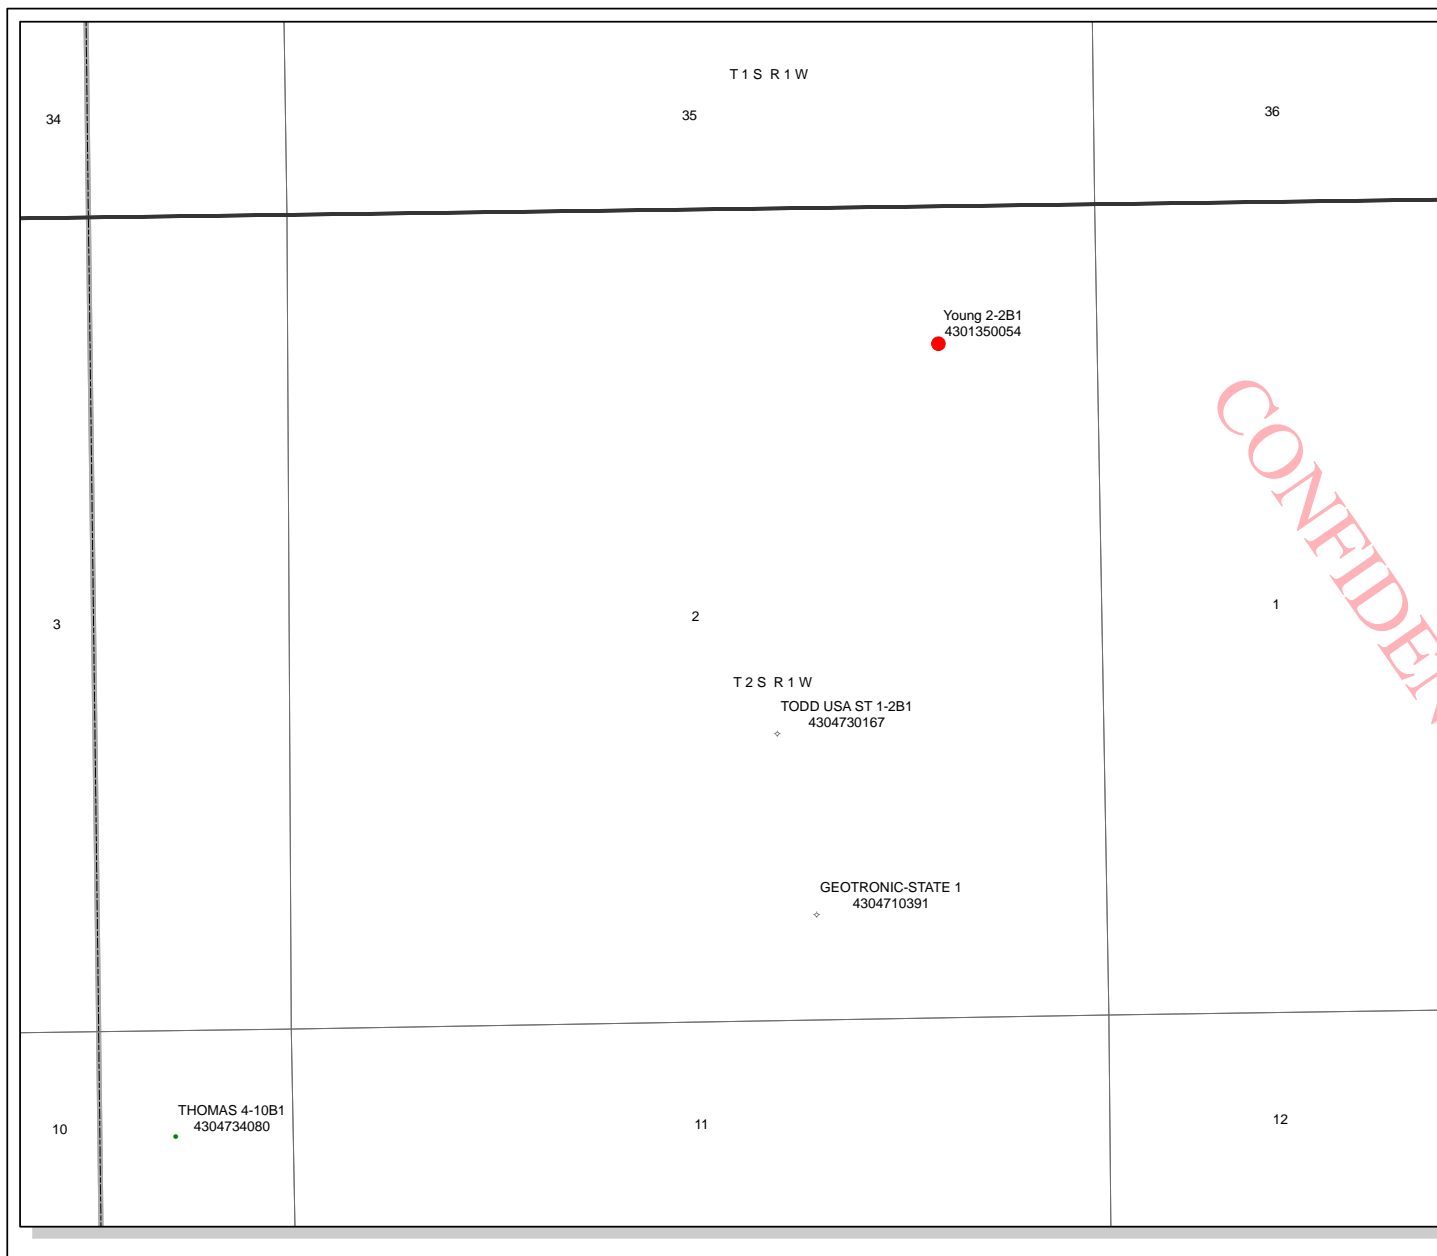 T 1 S R 1 W
34
35
36
Young 2-2B1
4301350054
CONFIDEN
3
2
1
T 2 S R 1 W
TODD USA ST 1-2B1
4304730167
GEOTRONIC-STATE 1
4304710391
THOMAS 4-10B1
4304734080
10
11
12